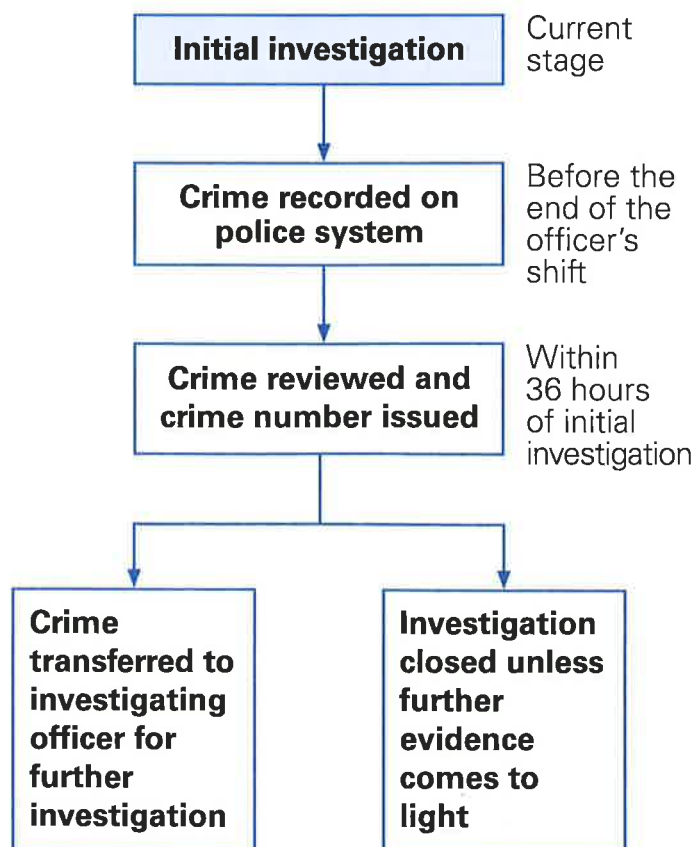 Initial investigation
Current
stage
Crime recorded on
police system
Before the
end of the
officer's
shift
Crime reviewed and
crime number issued
Within
36 hours
of initial
investigation
Crime
transferred to
investigating
officer for
further
investigation
Investigation
closed unless
further
evidence
comes to
light